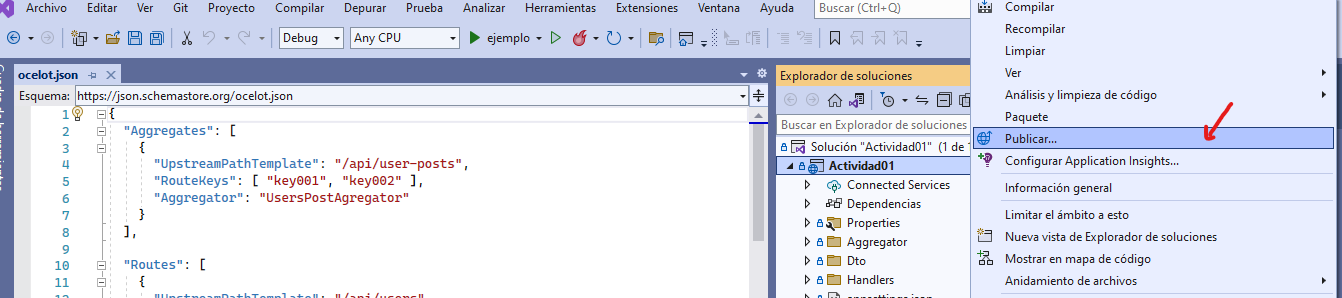 Archivo Editar Ver Git Proyecto Compilar Depurar Prueba Analizar Herramientas Extensiones Ventana Ayuda Buscar (Ctrl+Q)
Debug Any CPU ejemplo
ocelot.json
Esquema: https://json.schemastore.org/ocelot.json
1 {
2 "Aggregates": [
3 {
4 "UpstreamPathTemplate": "/api/user-posts",
5 "RouteKeys": [ "key001", "key002" ],
6 "Aggregator": "UsersPostAgregator"
7 }
8 ],
9
10 "Routes": [
11 {
12 "UpstreamPathTemplate": "/api/users"
Explorador de soluciones
Buscar en Explorador de soluciones
Solución "Actividad01" (1 de 1
Actividad01
Connected Services
Dependencias
Properties
Aggregator
Dto
Handlers
appsettings.json
Compilar
Recompilar
Limpiar
Ver
Análisis y limpieza de código
Paquete
Publicar...
Configurar Application Insights...
Información general
Limitar el ámbito a esto
Nueva vista de Explorador de soluciones
Mostrar en mapa de código
Anidamiento de archivos